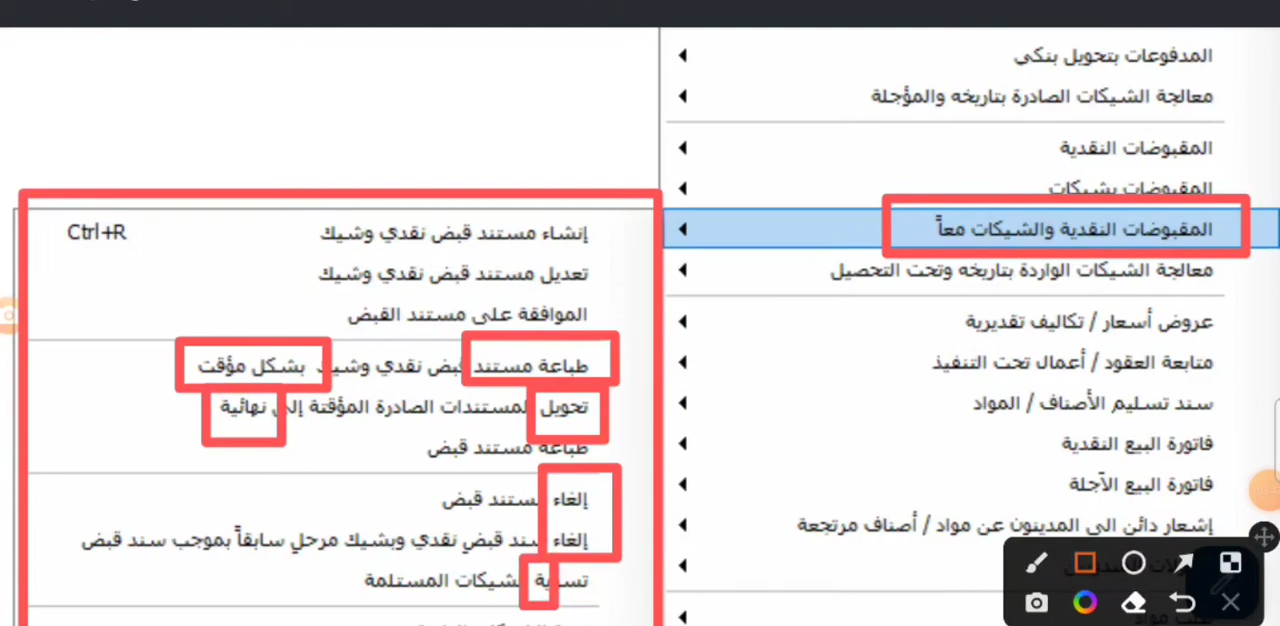 المدفوعات بتحويل بنكي
معالجة الشيكات الصادرة بتاريخه والمؤجلة
المقبوضات النقدية
المقبوضات بشيكات
المقبوضات النقدية والشيكات معاً
معالجة الشيكات الواردة بتاريخه وتحت التحصيل
عروض أسعار / تكاليف تقديرية
متابعة العقود / أعمال تحت التنفيذ
سند تسليم الأصناف / المواد
فاتورة البيع النقدية
فاتورة البيع الآجلة
إشعار دائن الى المدينون عن مواد / أصناف مرتجعة
إنشاء مستند قبض نقدي وشيك Ctrl+R
تعديل مستند قبض نقدي وشيك
الموافقة على مستند القبض
طباعة مستند قبض نقدي وشيك بشكل مؤقت
تحويل المستندات الصادرة المؤقتة إلى نهائية
طباعة مستند قبض
إلغاء مستند قبض
إلغاء سند قبض نقدي وبشيك مرحل سابقاً بموجب سند قبض
تسوية الشيكات المستلمة